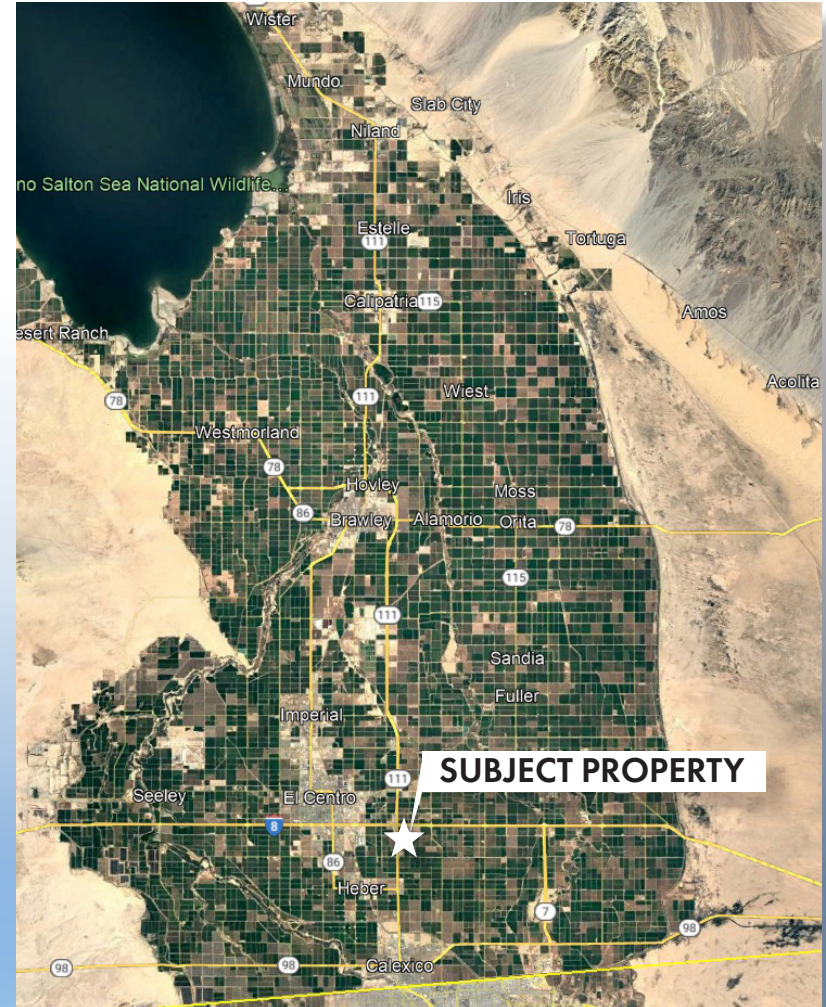 Wister
Mundo
Slab City
Niland
no Salton Sea National Wildlife...
Iris
Estelle
111
Tortuga
Calipatria 115
Amos
esert Ranch
Acolita
111
Wiest
78
Westmorland
78
Hovley
Moss
86
Brawley
Alamorio
Orita
78
115
111
Sandia
Fuller
Imperial
SUBJECT PROPERTY
111
Seeley
El Centro
8
86
Heber
7
98
98
98
Calexico